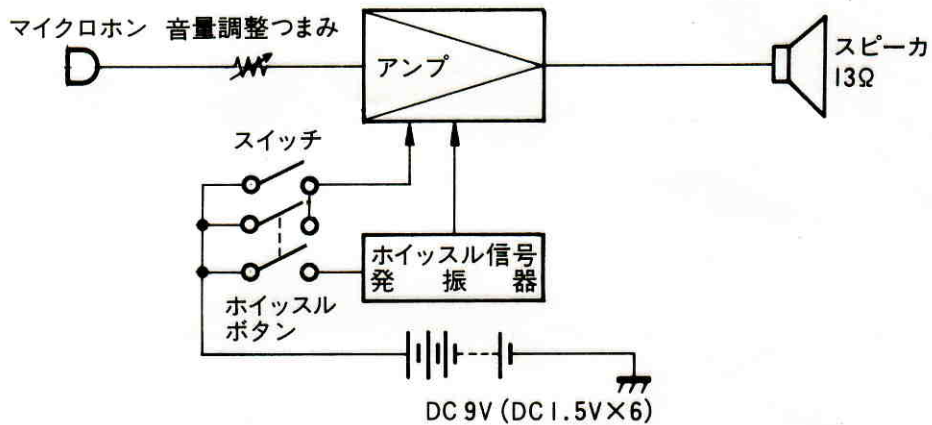 マイクロホン 音量調整つまみ
アンプ
スピーカ
13Ω
スイッチ
ホイッスル信号
発振器
ホイッスル
ボタン
DC 9V (DC 1.5V×6)